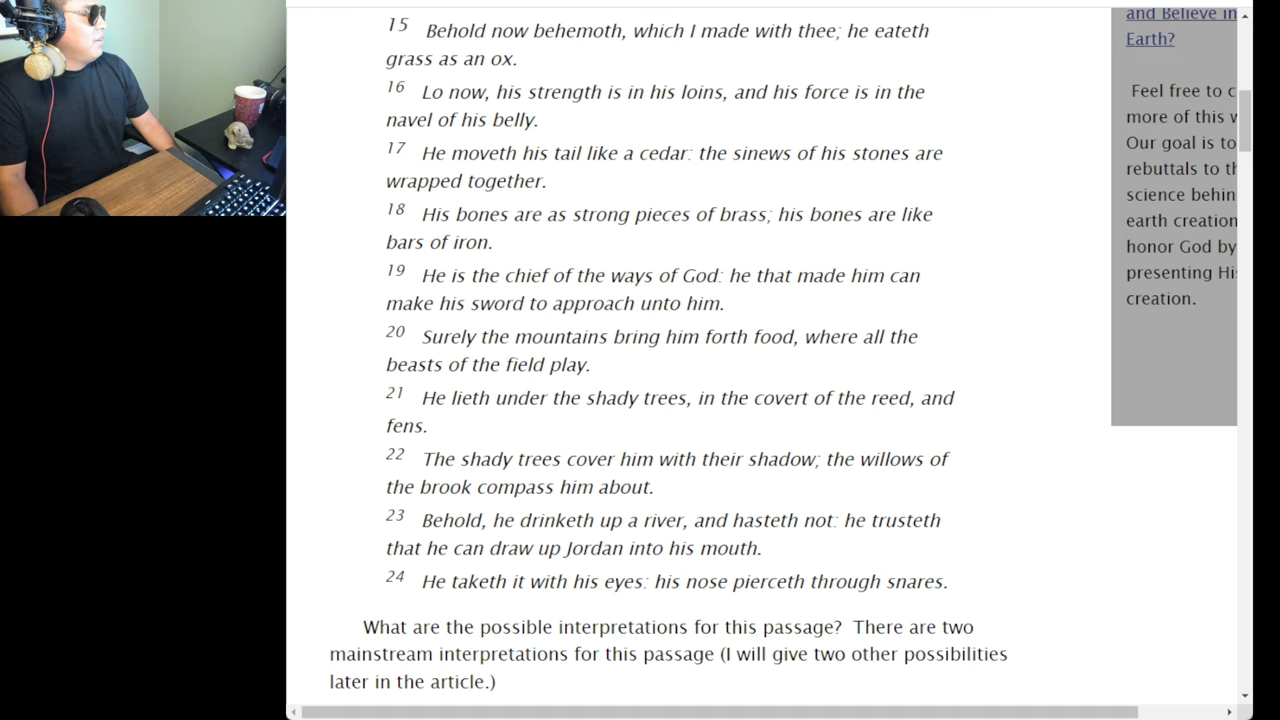 15 Behold now behemoth, which I made with thee; he eateth
grass as an ox.
16 Lo now, his strength is in his loins, and his force is in the
navel of his belly.
17 He moveth his tail like a cedar: the sinews of his stones are
wrapped together.
18 His bones are as strong pieces of brass; his bones are like
bars of iron.
19 He is the chief of the ways of God: he that made him can
make his sword to approach unto him.
20 Surely the mountains bring him forth food, where all the
beasts of the field play.
21 He lieth under the shady trees, in the covert of the reed, and
fens.
22 The shady trees cover him with their shadow; the willows of
the brook compass him about.
23 Behold, he drinketh up a river, and hasteth not: he trusteth
that he can draw up Jordan into his mouth.
24 He taketh it with his eyes: his nose pierceth through snares.
What are the possible interpretations for this passage? There are two
mainstream interpretations for this passage (I will give two other possibilities
later in the article.)
and Believe in
Earth?
Feel free to
more of this
Our goal is to
rebuttals to
science behin
earth creation
honor God by
presenting
creation.